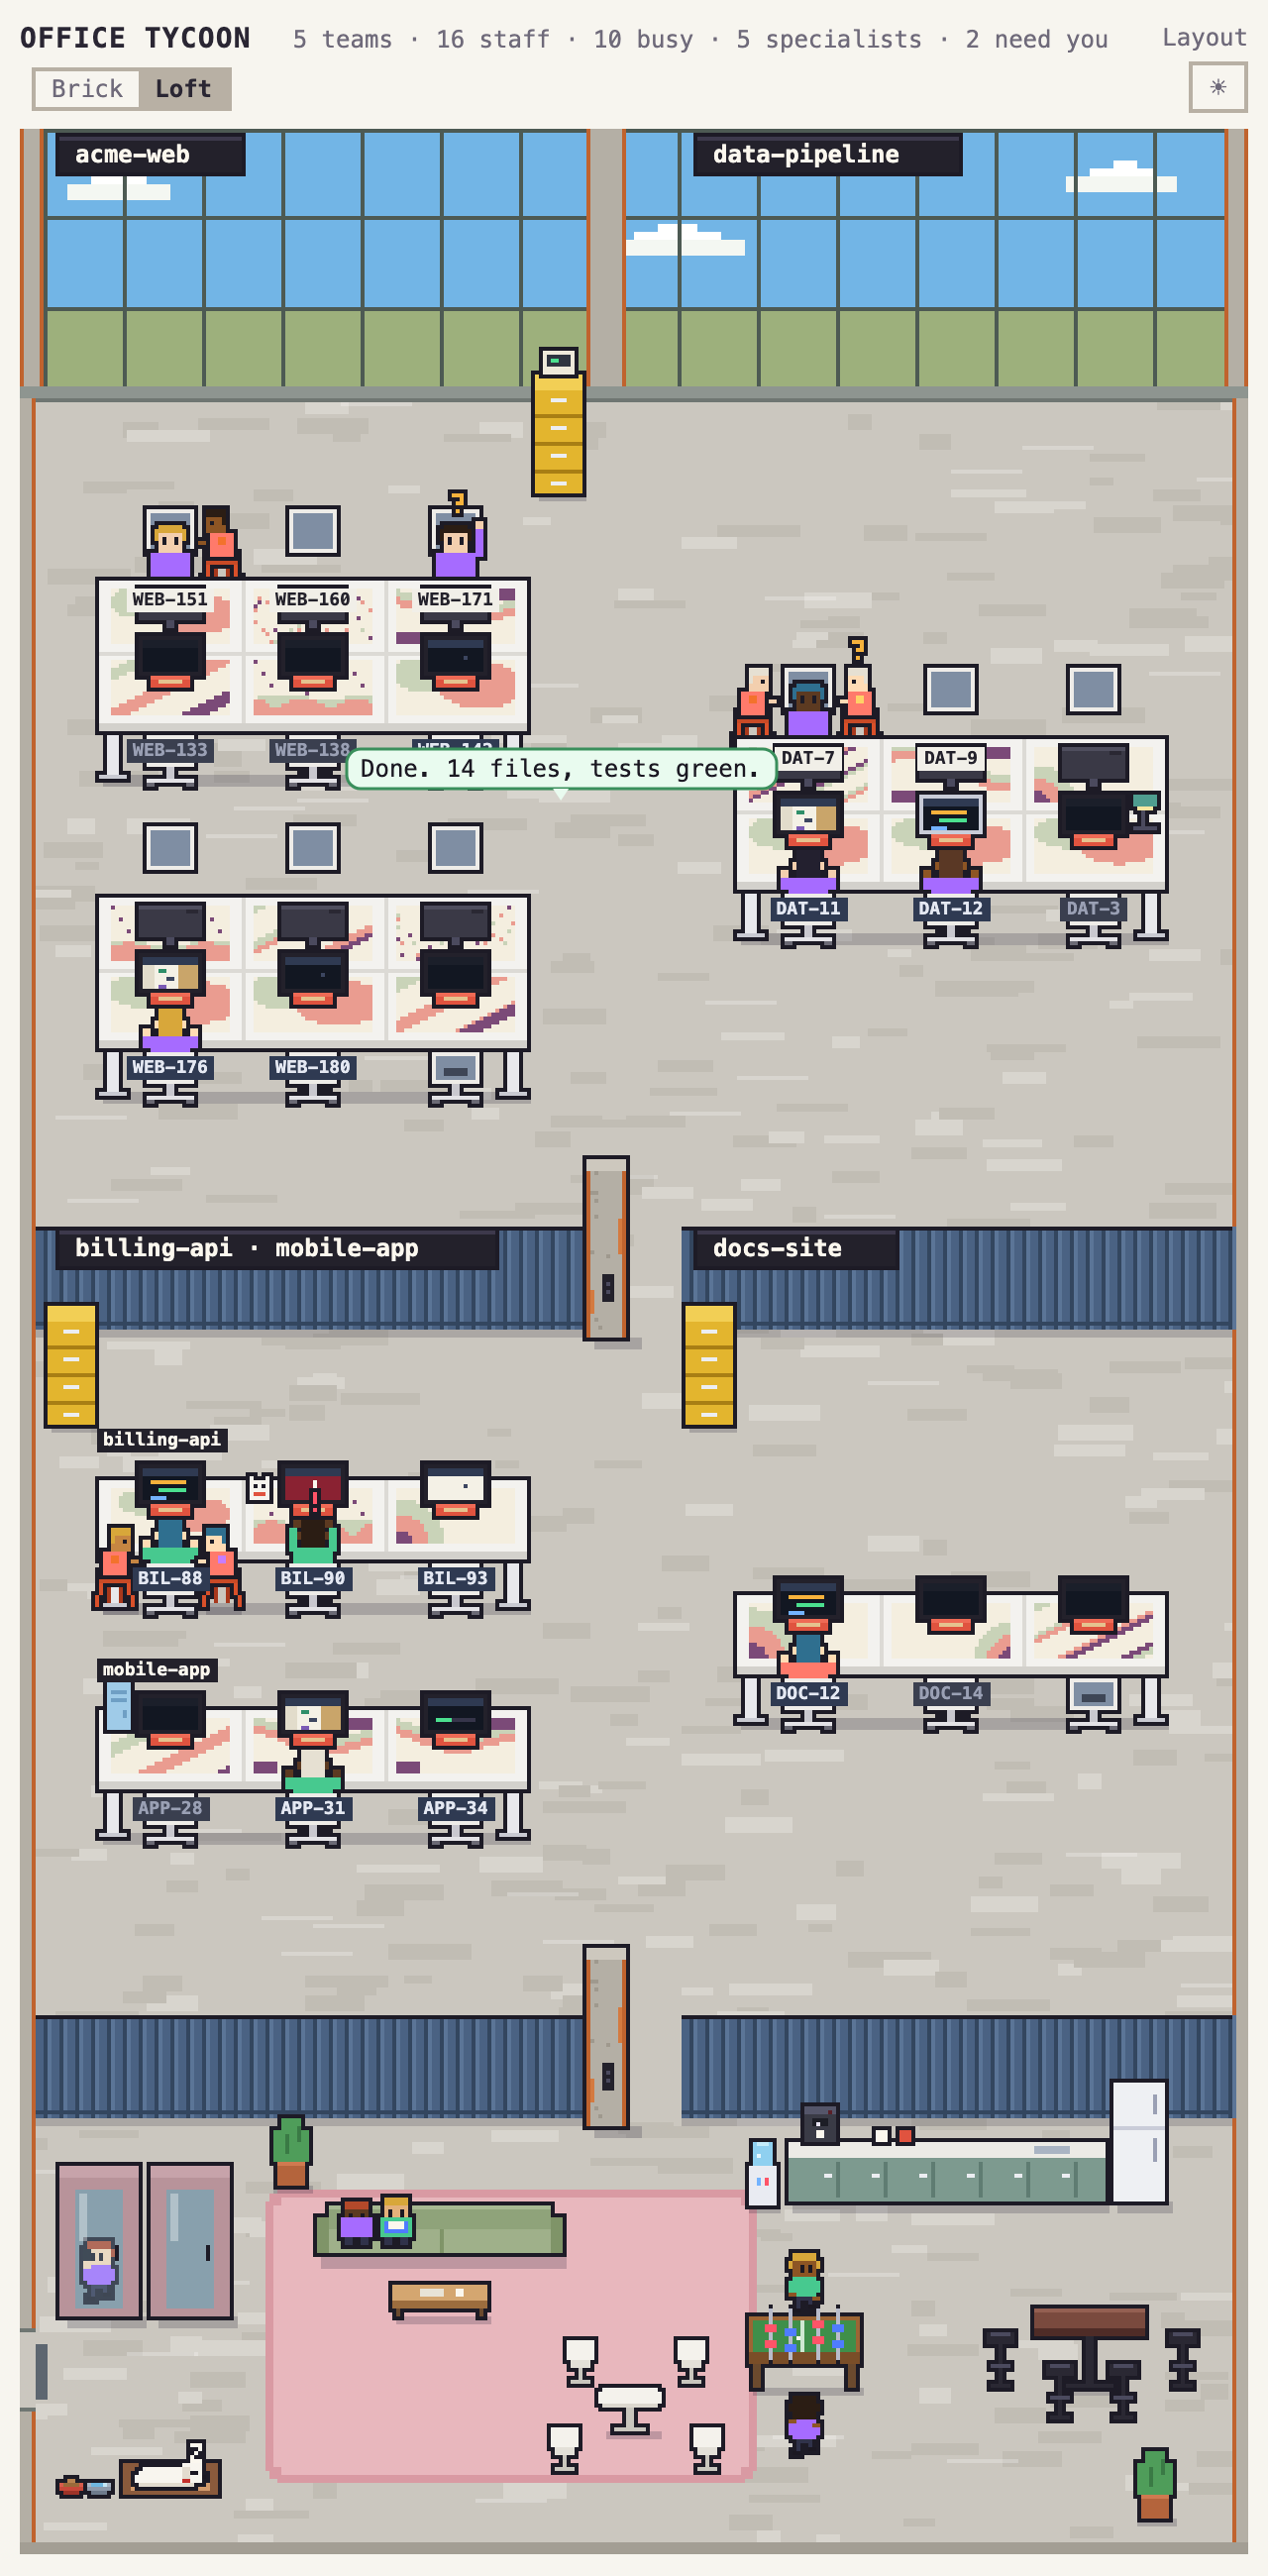 OFFICE TYCOON
5 teams · 16 staff · 10 busy · 5 specialists · 2 need you
Layout
Brick
Loft
acme-web
data-pipeline
WEB-151
WEB-160
WEB-171
WEB-133
WEB-138
Done. 14 files, tests green.
DAT-7
DAT-9
DAT-11
DAT-12
DAT-3
WEB-176
WEB-180
billing-api · mobile-app
docs-site
billing-api
BIL-88
BIL-90
BIL-93
mobile-app
DOC-12
DOC-14
APP-28
APP-31
APP-34